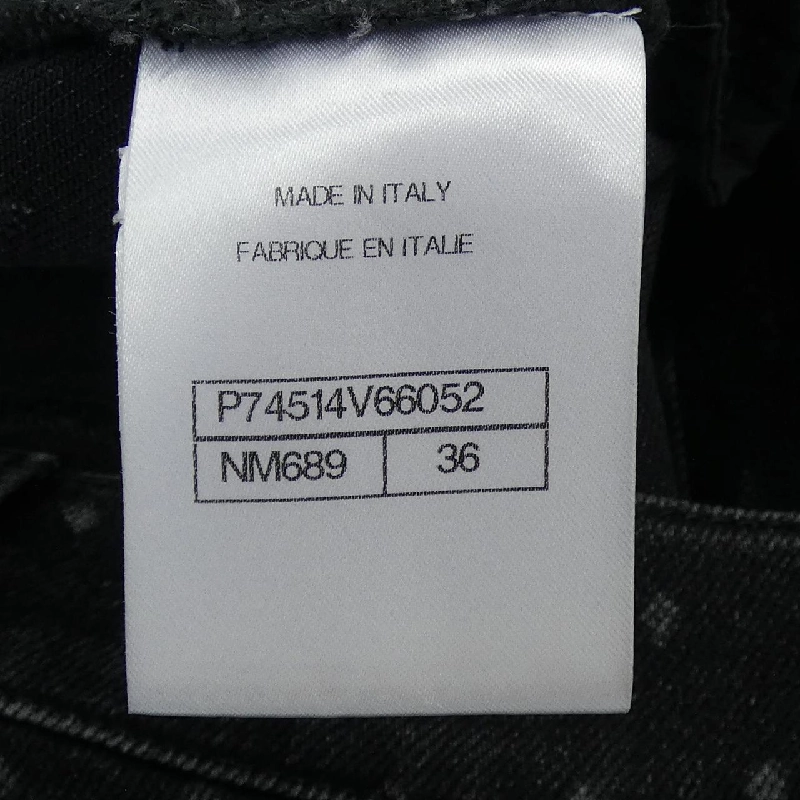 MADE IN ITALY
FABRIQUE EN ITALIE
P74514V66052
NM689 36